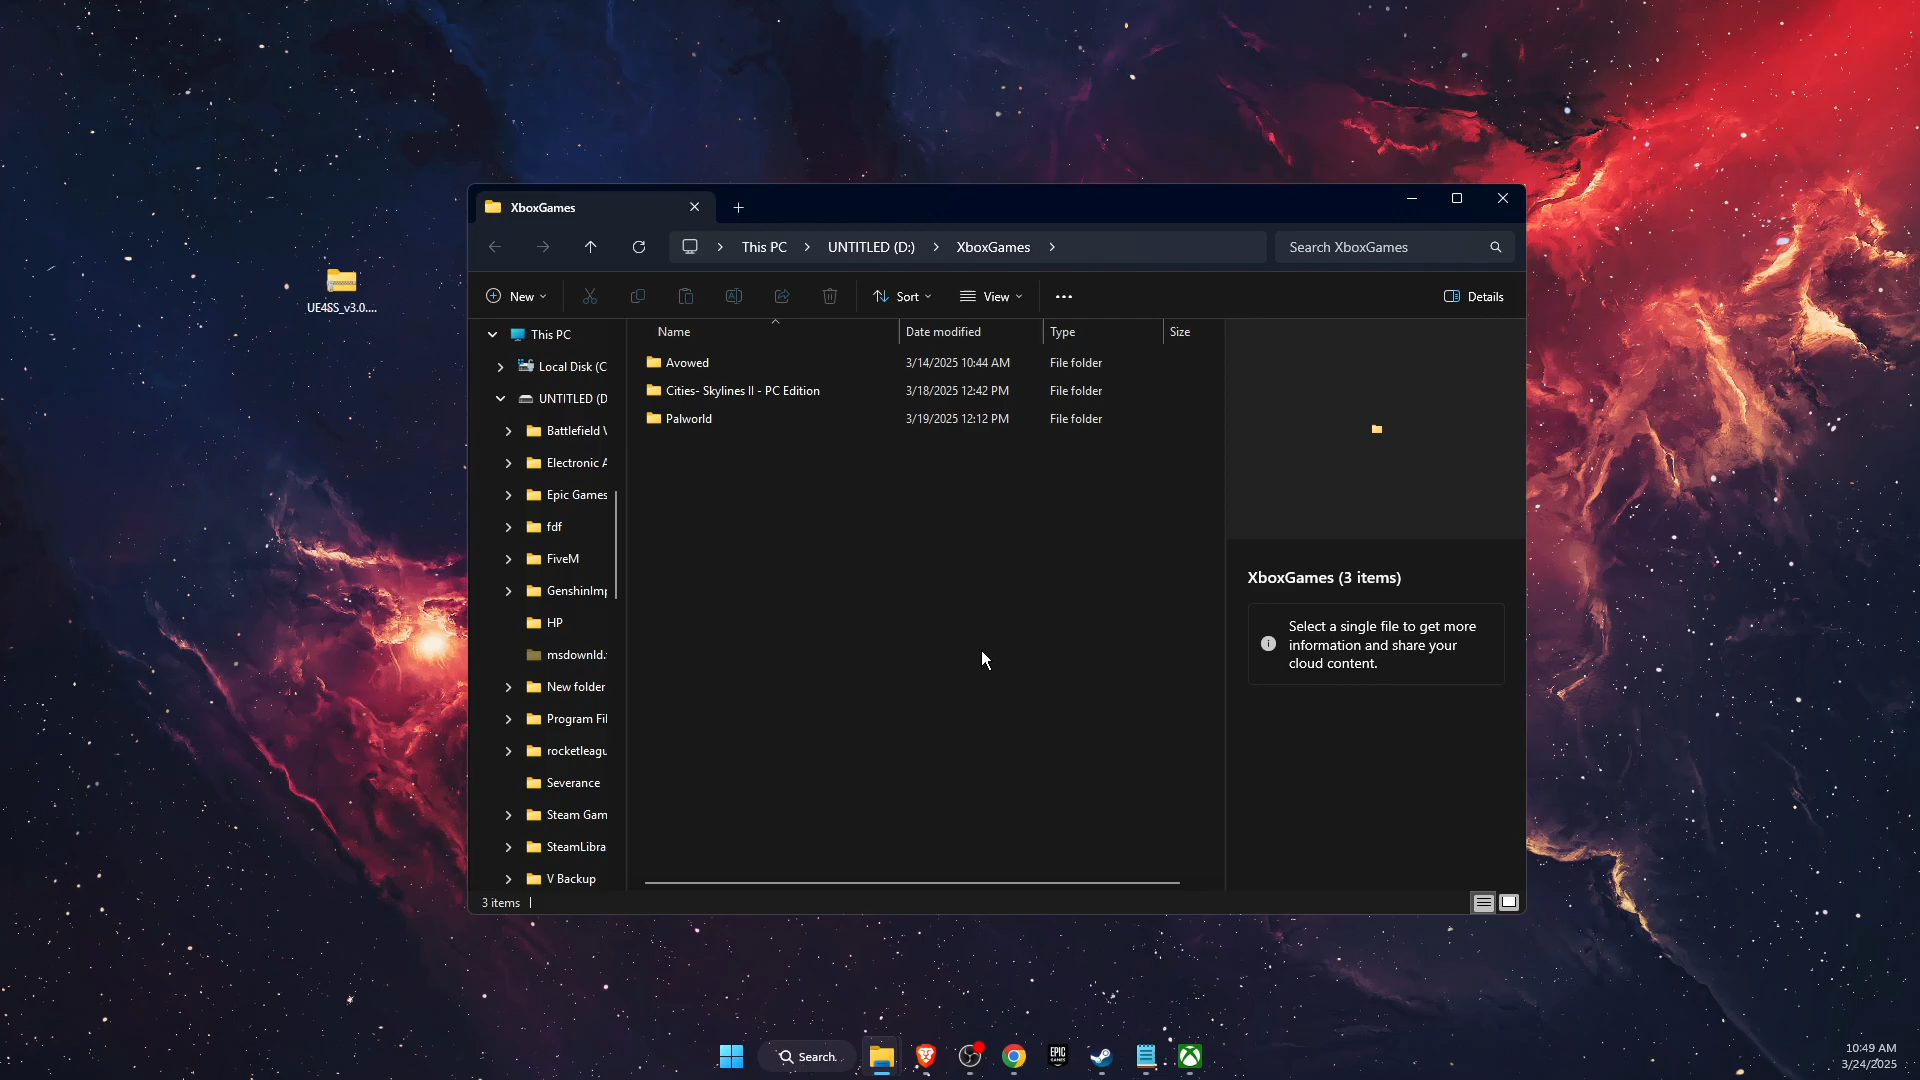 XboxGames
This PC
UNTITLED (D:)
XboxGames
Search XboxGames
UE4SS_v3.0....
New
Sort
View
Details
Name
Date modified
Type
Size
This PC
Local Disk (C
UNTITLED (D
Battlefield V
Electronic A
Epic Games
fdf
FiveM
GenshinImp
HP
msdownld.
New folder
Program Fil
rocketleagu
Severance
Steam Gam
SteamLibra
V Backup
Avowed
3/14/2025 10:44 AM
File folder
Cities- Skylines II - PC Edition
3/18/2025 12:42 PM
File folder
Palworld
3/19/2025 12:12 PM
File folder
XboxGames (3 items)
Select a single file to get more
information and share your
cloud content.
3 items
Search
EPIC
GAMES
10:49 AM
3/24/2025